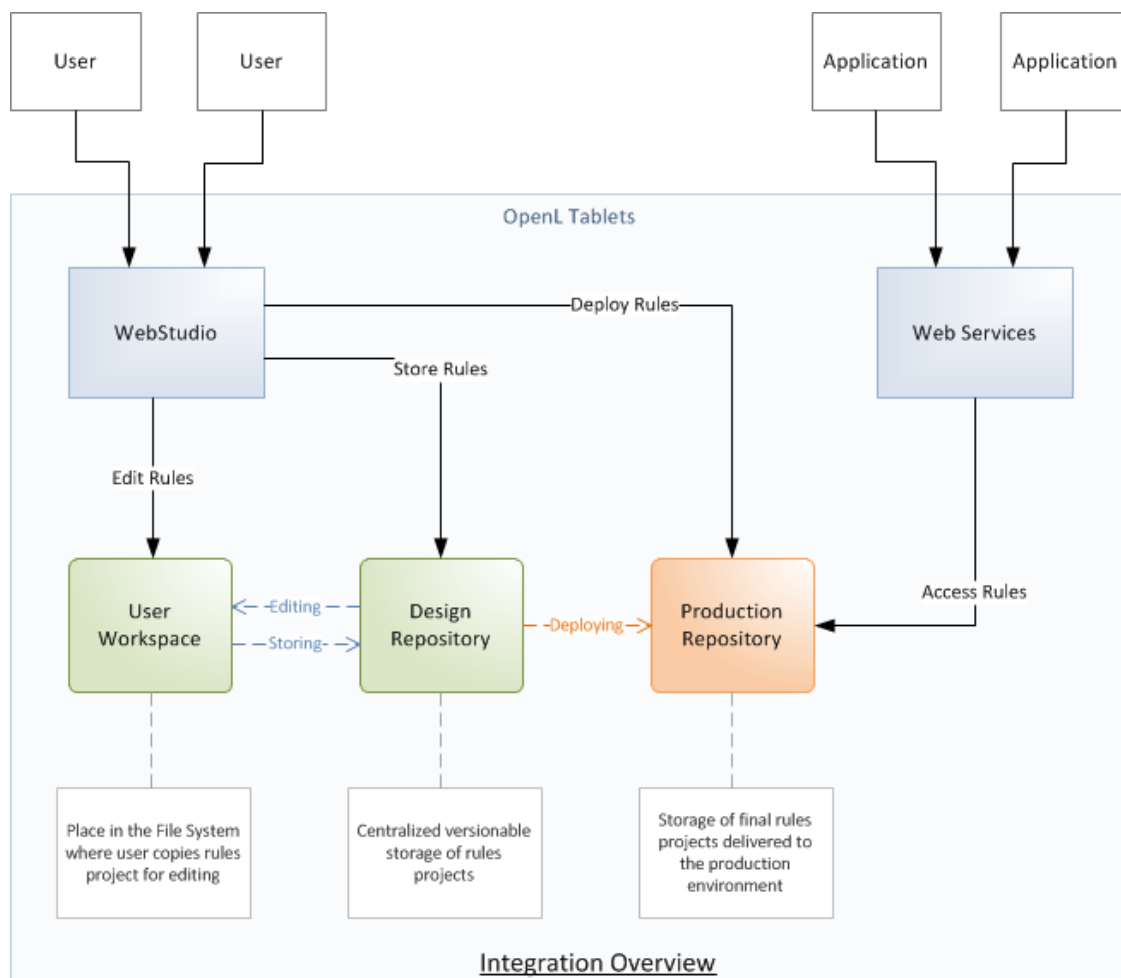 User
User
Application
Application
OpenL Tablets
WebStudio
Web Services
Deploy Rules
Store Rules
Edit Rules
Access Rules
User
Workspace
Editing
Storing
Design
Repository
Deploying
Production
Repository
Place in the File System
where user copies rules
project for editing
Centralized versionable
storage of rules
projects
Storage of final rules
projects delivered to
the production
environment
Integration Overview